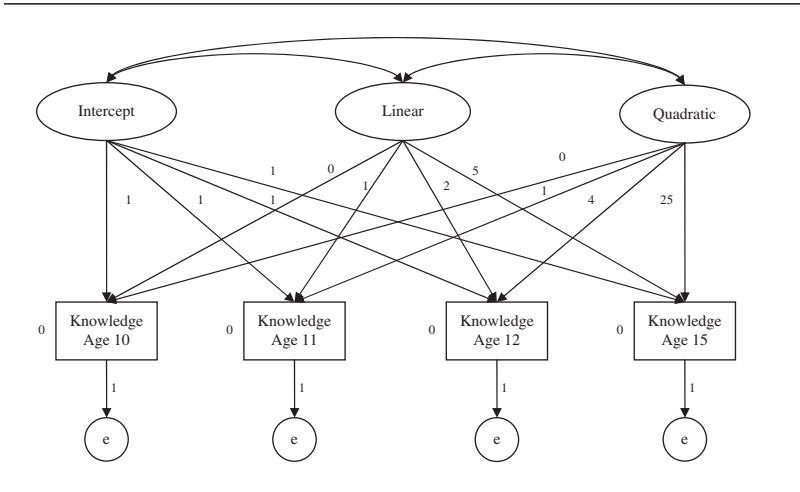 Intercept
Linear
Quadratic
1 0 5 0
1 1 1 1 2 1 4 25
0 Knowledge
Age 10
0 Knowledge
Age 11
0 Knowledge
Age 12
0 Knowledge
Age 15
1 1 1 1
e e e e